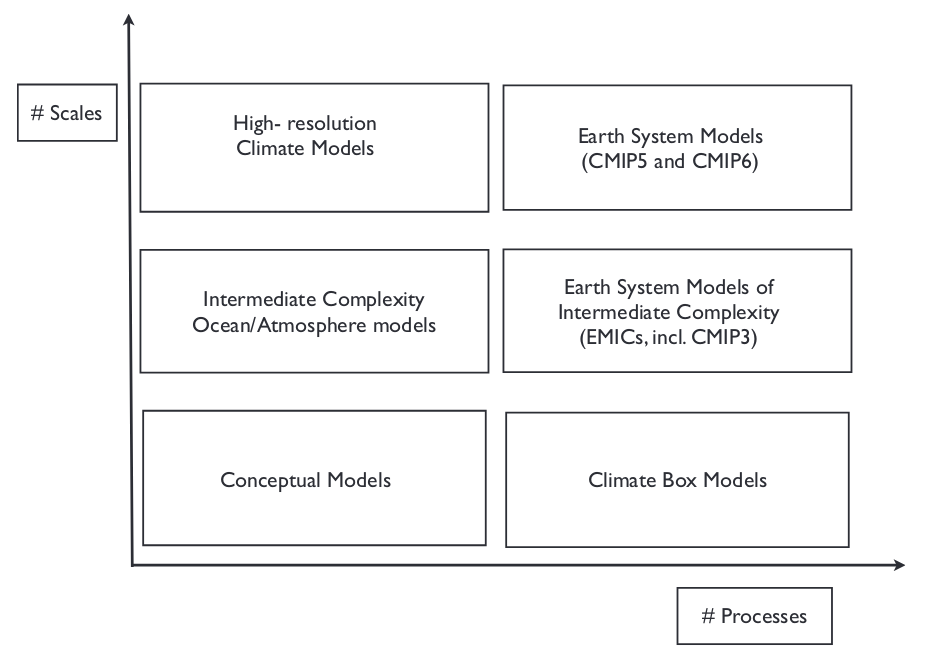 # Scales
High- resolution
Climate Models
Earth System Models
(CMIP5 and CMIP6)
Intermediate Complexity
Ocean/Atmosphere models
Earth System Models of
Intermediate Complexity
(EMICs, incl. CMIP3)
Conceptual Models
Climate Box Models
# Processes